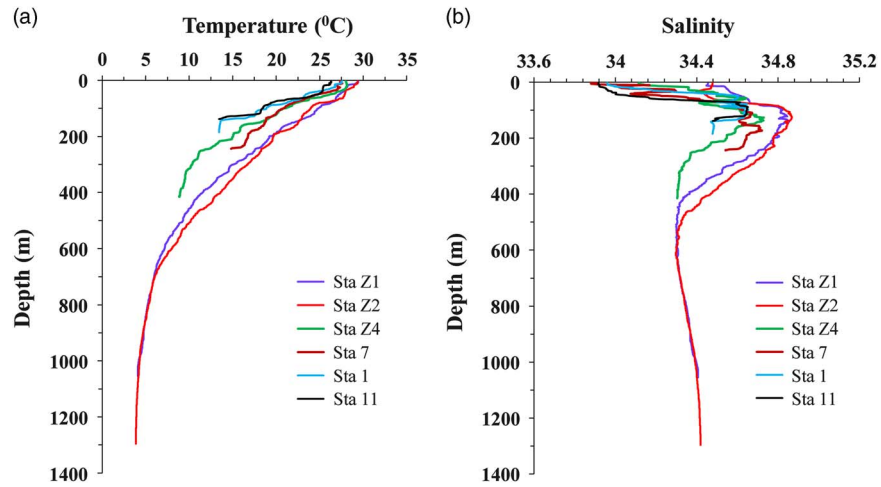 (a)
Temperature (⁰C)
0 5 10 15 20 25 30 35
0
200
400
600
800
1000
1200
1400
Depth (m)
Sta Z1
Sta Z2
Sta Z4
Sta 7
Sta 1
Sta 11
(b)
Salinity
33.6 34 34.4 34.8 35.2
0
200
400
600
800
1000
1200
1400
Depth (m)
Sta Z1
Sta Z2
Sta Z4
Sta 7
Sta 1
Sta 11